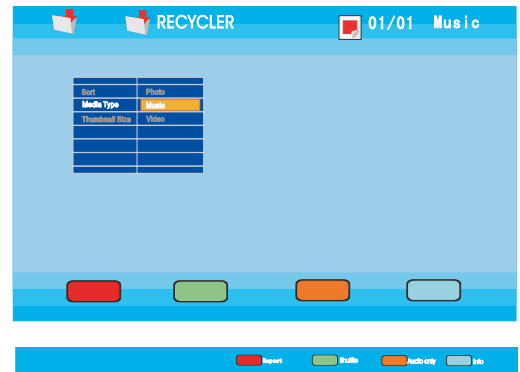 RECYCLER 01/01 Music
Sort Photo
Media Type Music
Thumbnail Size Video
Repeat Shuffle Audio only Info